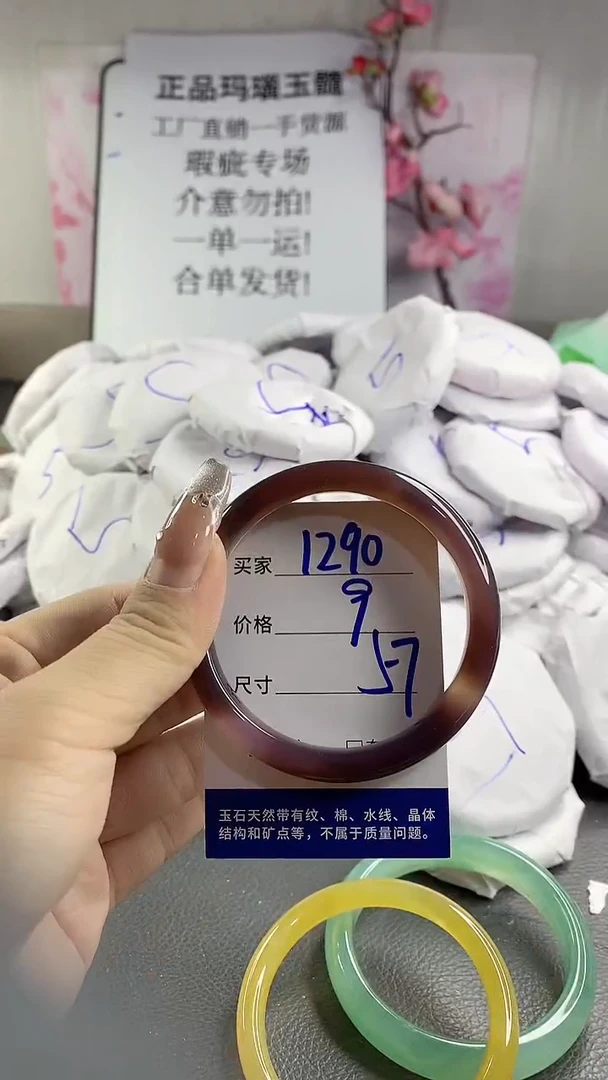 正品玛瑙玉髓
工厂直销一手货源
瑕疵专场
介意勿拍!
一单一运!
合单发货!
买家 1290
价格 9
尺寸 57
玉石天然带有纹、棉、水线、晶体
结构和矿点等，不属于质量问题。